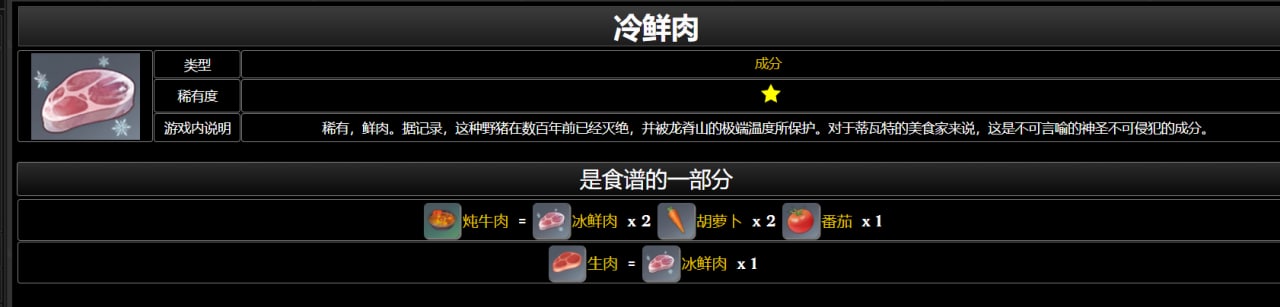 冷鲜肉
类型 成分
稀有度
游戏内说明 稀有，鲜肉。据记录，这种野猪在数百年前已经灭绝，并被龙脊山的极端温度所保护。对于蒂瓦特的美食家来说，这是不可言喻的神圣不可侵犯的成分。
是食谱的一部分
炖牛肉 = 冰鲜肉 x 2 胡萝卜 x 2 番茄 x 1
生肉 = 冰鲜肉 x 1